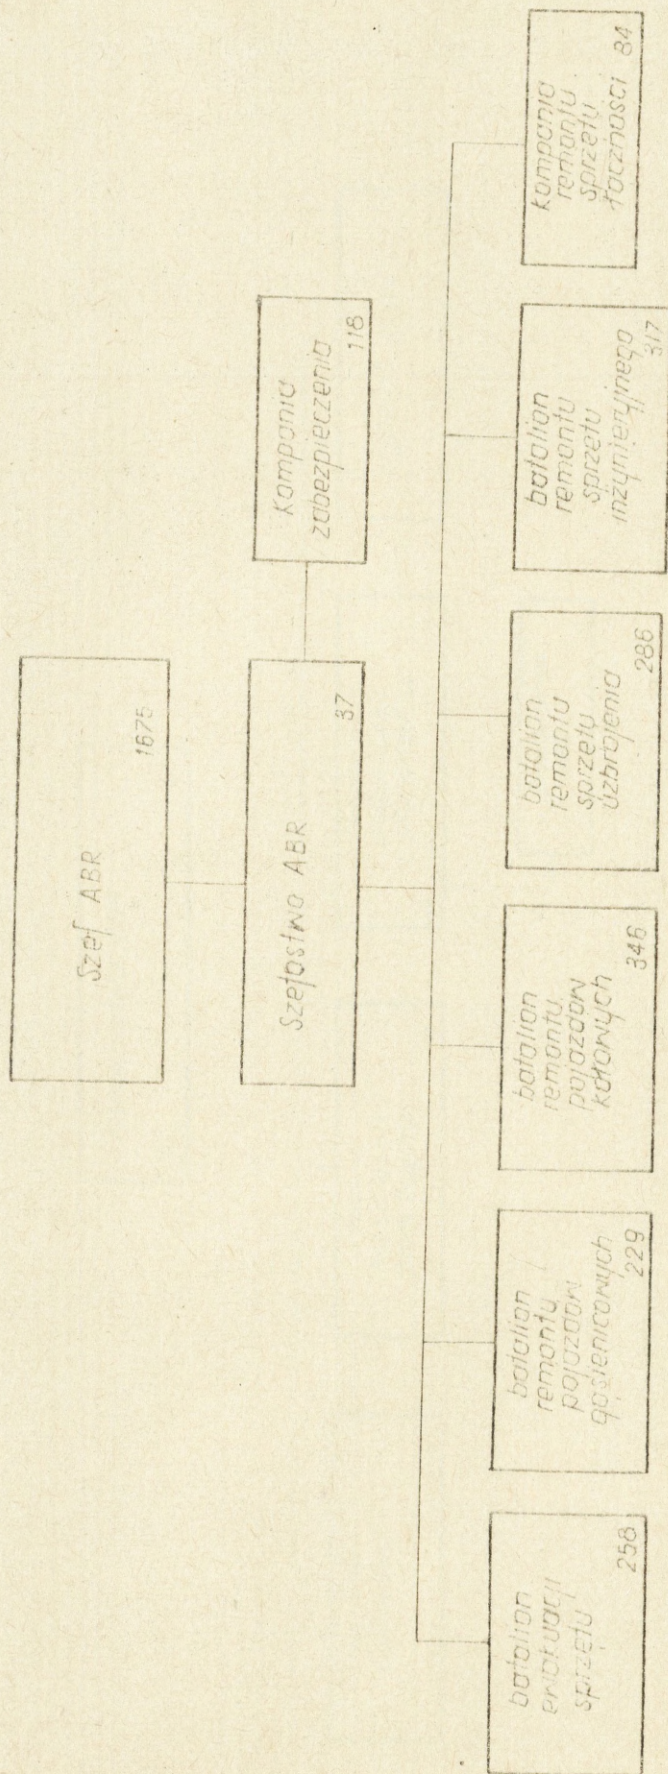 Szef ABR
1675
Szefostwo ABR
37
Kompania
zabezpieczenia
118
batalion
ewakuacji
sprzętu
258
batalion
remontu
pojazdów
gąsienicowych
229
batalion
remontu
pojazdów
kołowych
346
batalion
remontu
sprzętu
uzbrojenia
286
batalion
remontu
sprzętu
inżynieryjnego
317
kompania
remontu
sprzętu
łączności 84